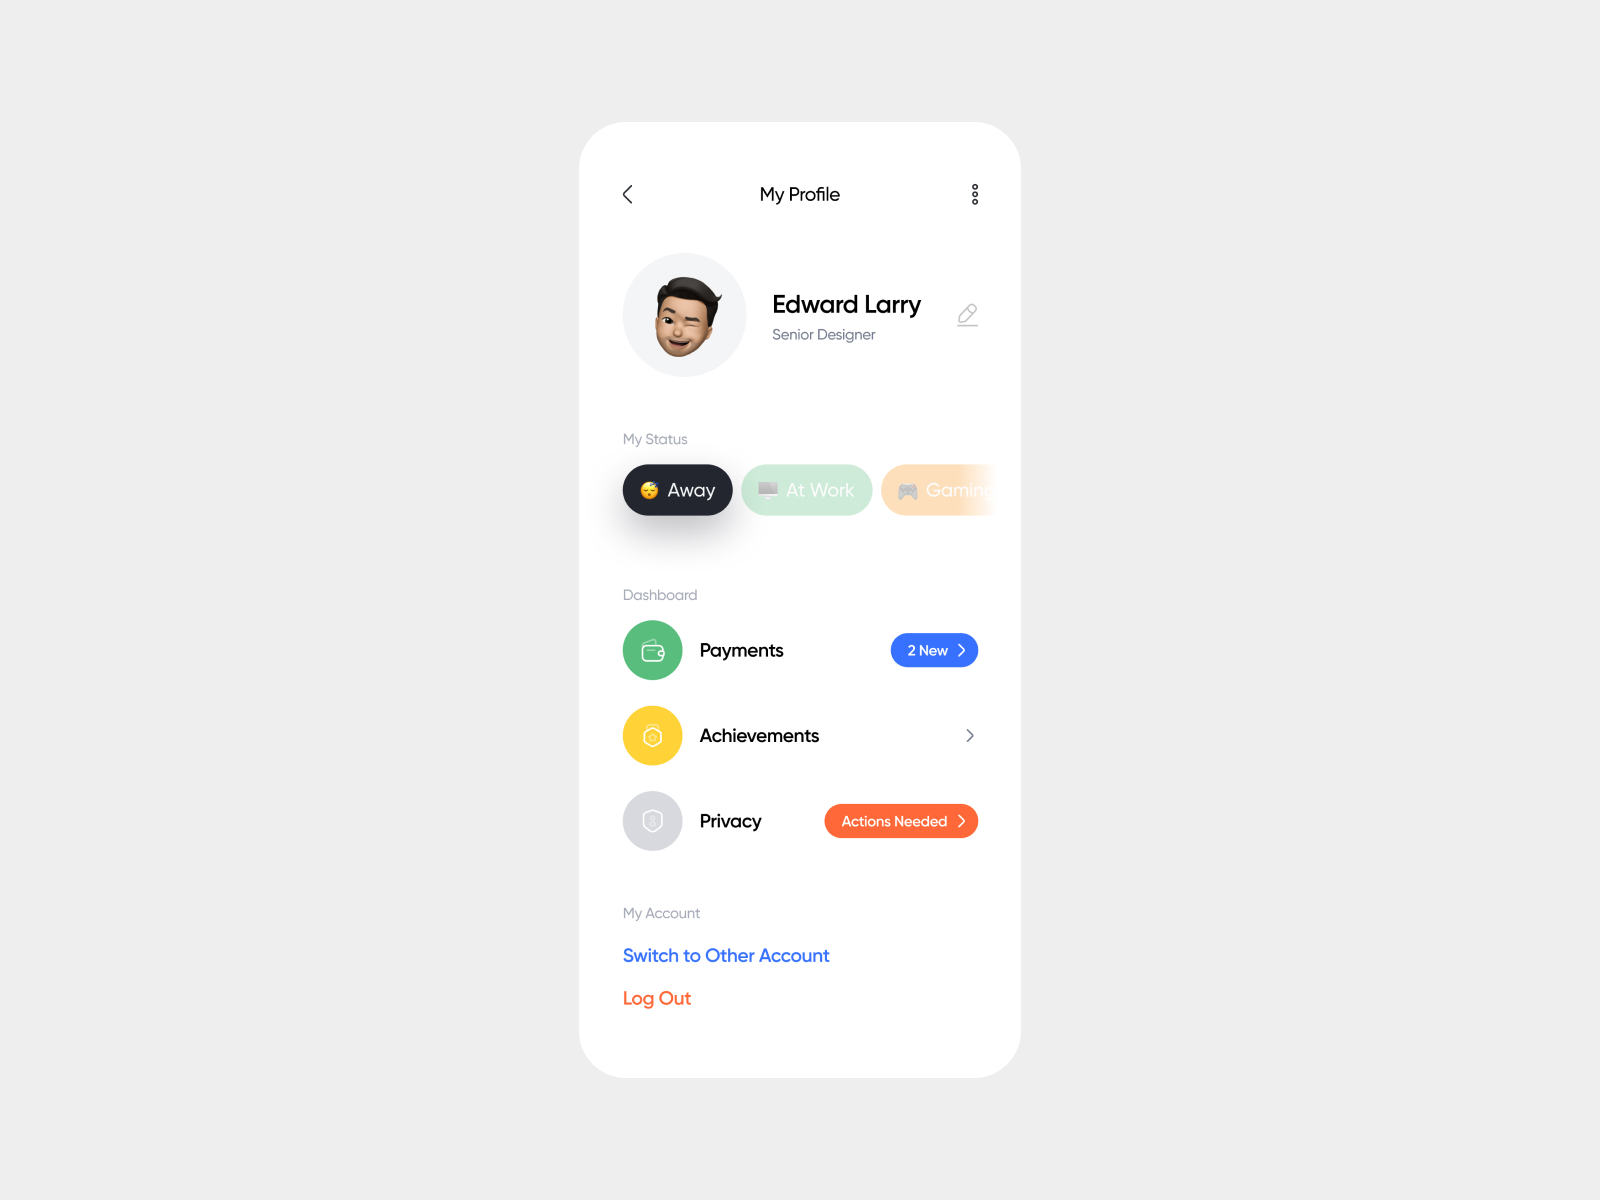 My Profile
Edward Larry
Senior Designer
My Status
Away At Work Gaming
Dashboard
Payments 2 New
Achievements
Privacy Actions Needed
My Account
Switch to Other Account
Log Out